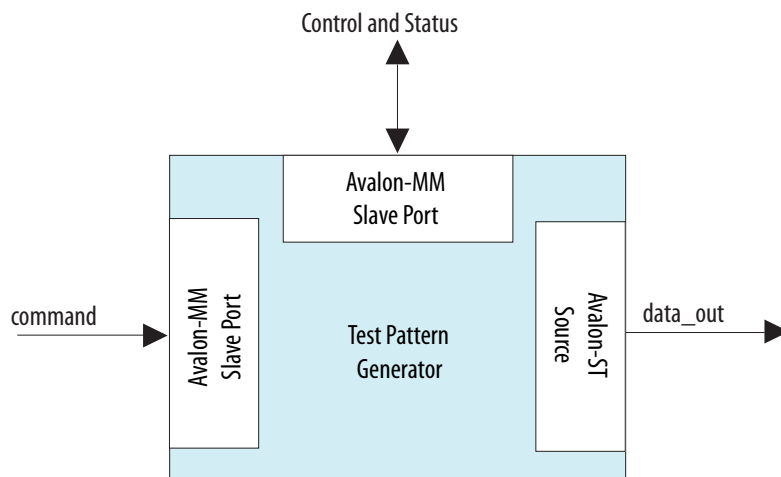 Control and Status
Avalon-MM
Slave Port
command
Avalon-MM
Slave Port
Test Pattern
Generator
Avalon-ST
Source
data_out